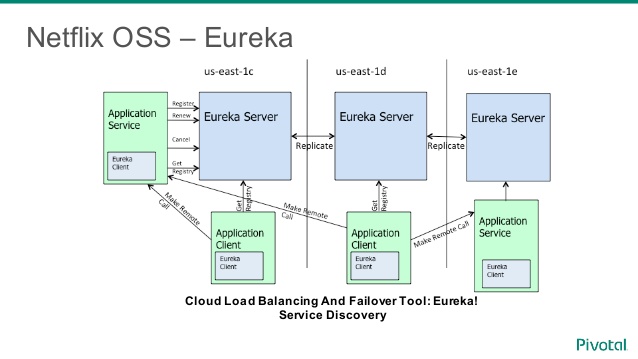 Netflix OSS – Eureka
us-east-1c
us-east-1d
us-east-1e
Application
Service
Eureka
Client
Register
Renew
Cancel
Get
Registry
Eureka Server
Replicate
Eureka Server
Replicate
Eureka Server
Make Remote
Call
Get
Registry
Make Remote
Call
Get
Registry
Make Remote Call
Application
Client
Eureka
Client
Application
Client
Eureka
Client
Application
Service
Eureka
Client
Cloud Load Balancing And Failover Tool: Eureka!
Service Discovery
Pivotal